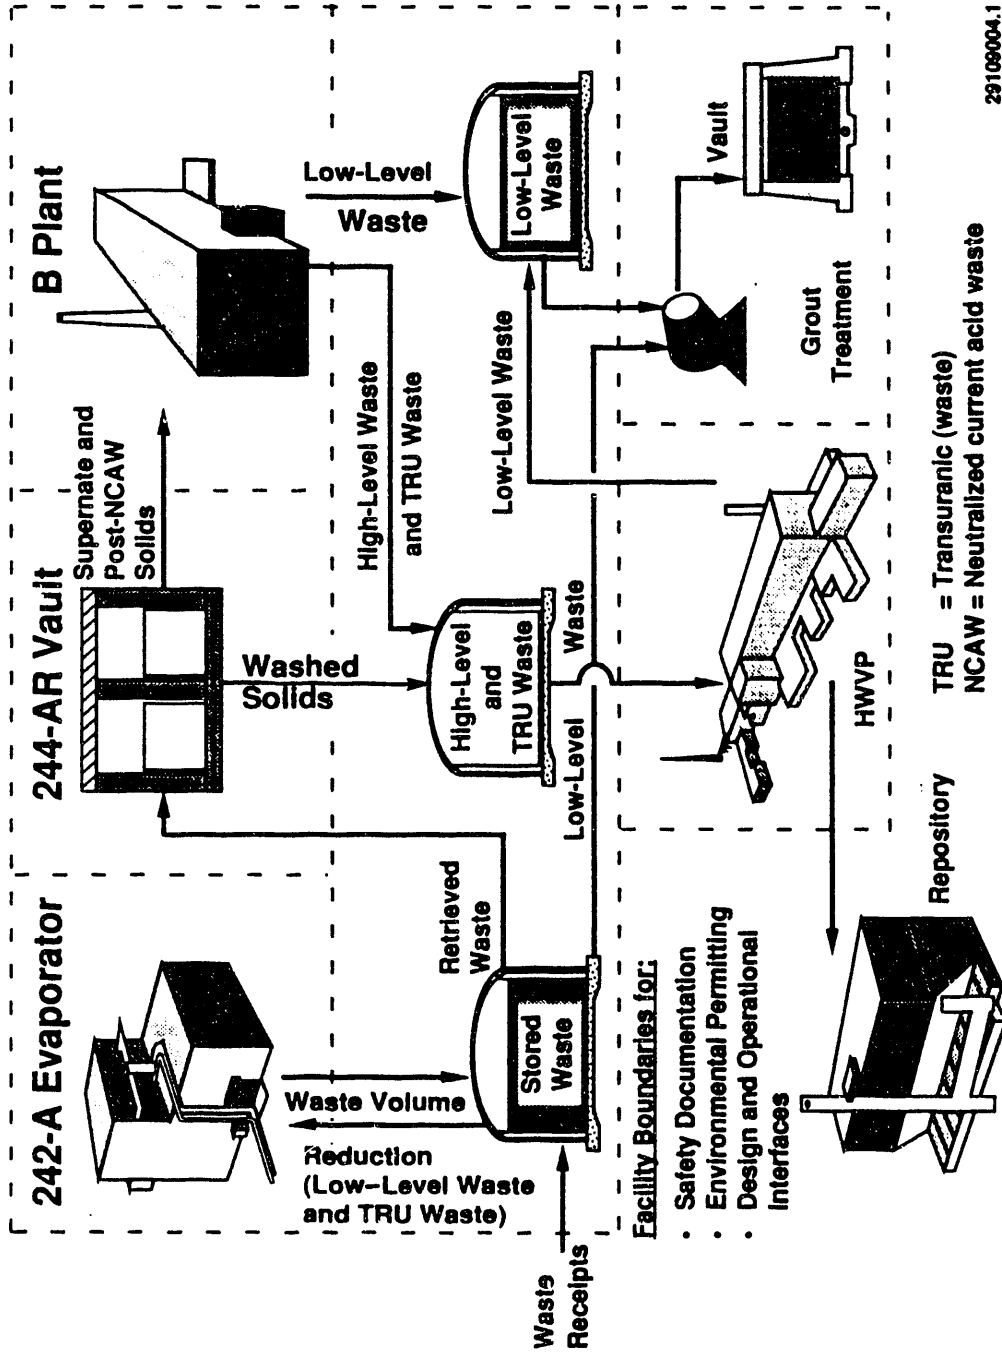 242-A Evaporator
244-AR Vault
B Plant
Supernate and
Post-NCAW
Solids
Waste Volume
Reduction
(Low-Level Waste
and TRU Waste)
Retrieved
Waste
Washed
Solids
High-Level Waste
and TRU Waste
Low-Level
Waste
Waste
Receipts
Stored
Waste
High-Level
and
TRU Waste
Low-Level
Waste
Low-Level Waste
Low-Level Waste
Facility Boundaries for:
· Safety Documentation
· Environmental Permitting
· Design and Operational
Interfaces
HWVP
Grout
Treatment
Vault
Repository
TRU = Transuranic (waste)
NCAW = Neutralized current acid waste
29109004.1